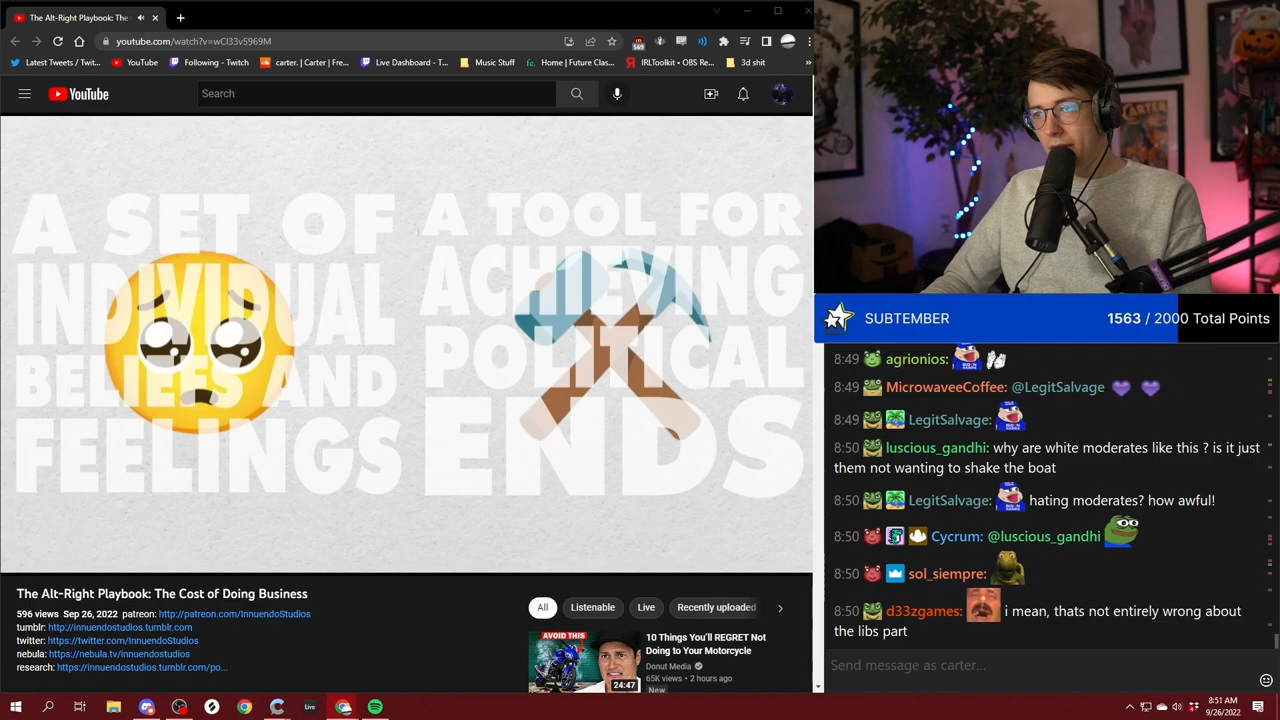 The Alt-Right Playbook: The
youtube.com/watch?v=wCl33v5969M
569
Latest Tweets / Twit...
YouTube
Following - Twitch
carter. | Carter | Fre...
Live Dashboard - T...
Music Stuff
fc.
Home | Future Clas...
IRLToolkit • OBS Re...
3d shit
»
YouTube
Search
A SET OF
INDIVIDUAL
BELIEFS AND
FEELINGS
A TOOL FOR
ACHIEVING
POLITICAL
ENDS
The Alt-Right Playbook: The Cost of Doing Business
596 views Sep 26, 2022 patreon: http://patreon.com/InnuendoStudios
tumblr: http://innuendostudios.tumblr.com
twitter: https://twitter.com/InnuendoStudios
nebula: https://nebula.tv/innuendostudios
research: https://innuendostudios.tumblr.com/po...
All
Listenable
Live
Recently uploaded
AVOID THIS
24:47
10 Things You'll REGRET Not
Doing to Your Motorcycle
Donut Media
65K views • 2 hours ago
New
CARTER
SUBTEMBER
1563 / 2000 Total Points
8:49 agrionios:
8:49 MicrowaveeCoffee: @LegitSalvage
8:49 LegitSalvage:
8:50 luscious_gandhi: why are white moderates like this ? is it just
them not wanting to shake the boat
8:50 LegitSalvage: hating moderates? how awful!
8:50 Cycrum: @luscious_gandhi
8:50 sol_siempre:
8:50 d33zgames: i mean, thats not entirely wrong about
the libs part
Send message as carter...
Live
8:51 AM
9/26/2022